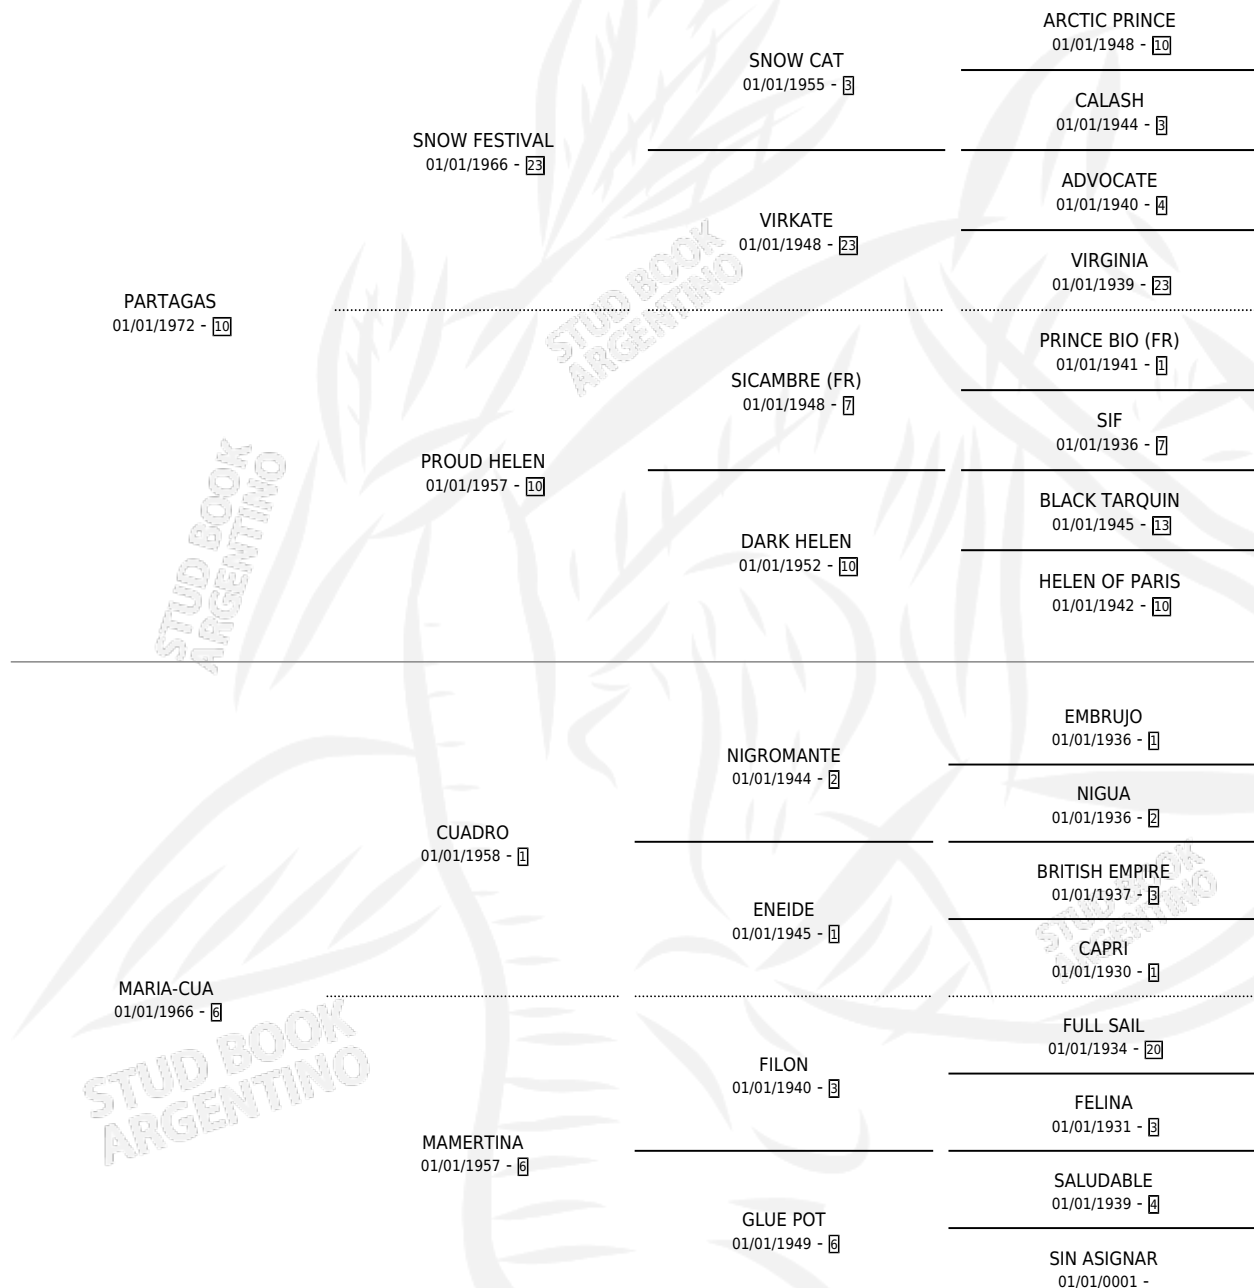 ARCTIC PRINCE
01/01/1948 - 10
SNOW CAT
01/01/1955 - 3
CALASH
01/01/1944 - 3
SNOW FESTIVAL
01/01/1966 - 23
ADVOCATE
01/01/1940 - 4
VIRKATE
01/01/1948 - 23
VIRGINIA
01/01/1939 - 23
PARTAGAS
01/01/1972 - 10
PRINCE BIO (FR)
01/01/1941 - 1
SICAMBRE (FR)
01/01/1948 - 7
SIF
01/01/1936 - 7
PROUD HELEN
01/01/1957 - 10
BLACK TARQUIN
01/01/1945 - 13
DARK HELEN
01/01/1952 - 10
HELEN OF PARIS
01/01/1942 - 10
STUD BOOK
ARGENTINO
STUD BOOK
ARGENTINO
EMBRUJO
01/01/1936 - 1
NIGROMANTE
01/01/1944 - 2
NIGUA
01/01/1936 - 2
CUADRO
01/01/1958 - 1
BRITISH EMPIRE
01/01/1937 - 3
ENEIDE
01/01/1945 - 1
CAPRI
01/01/1930 - 1
MARIA-CUA
01/01/1966 - 6
FULL SAIL
01/01/1934 - 20
FILON
01/01/1940 - 3
FELINA
01/01/1931 - 3
MAMERTINA
01/01/1957 - 6
SALUDABLE
01/01/1939 - 4
GLUE POT
01/01/1949 - 6
SIN ASIGNAR
01/01/0001 -
STUD BOOK
ARGENTINO
STUD BOOK
ARGENTINO